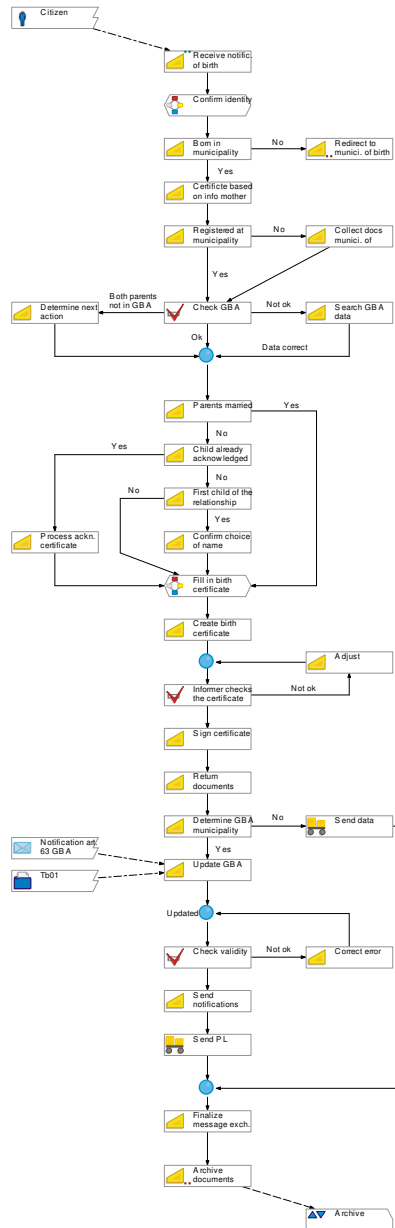 Citizen
Receive notific.
of birth
Confirm identity
Born in
municipality
No
Redirect to
munici. of birth
Yes
Certificte based
on info mother
Registered at
municipality
No
Collect docs
munici. of
Yes
Both parents
not in GBA
Determine next
action
Check GBA
Not ok
Search GBA
data
Ok
Data correct
Parents married
Yes
No
Child already
acknowledged
Yes
No
First child of the
relationship
No
Yes
Process ackn.
certificate
Confirm choice
of name
Fill in birth
certificate
Create birth
certificate
Adjust
Informer checks
the certificate
Not ok
Sign certificate
Return
documents
Determine GBA
municipality
No
Send data
Yes
Notification art.
63 GBA
Update GBA
Tb01
Updated
Check validity
Not ok
Correct error
Send
notifications
Send PL
Finalize
message exch.
Archive
documents
Archive